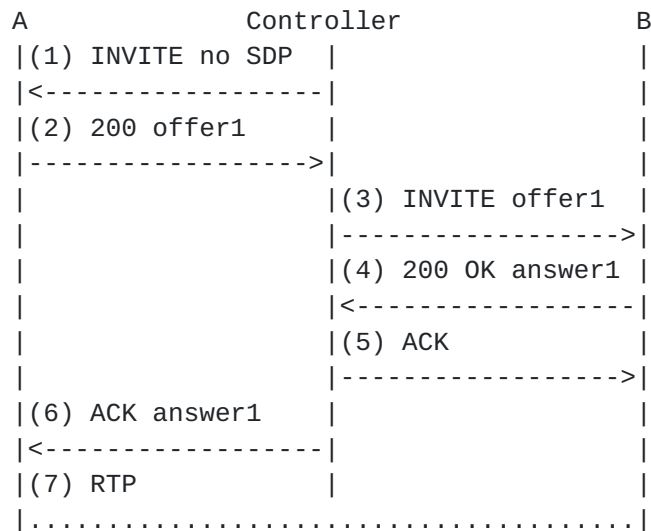 A              Controller               B
|(1) INVITE no SDP  |                   |
|<------------------|                   |
|(2) 200 offer1     |                   |
|------------------>|                   |
|                   |(3) INVITE offer1  |
|                   |------------------>|
|                   |(4) 200 OK answer1 |
|                   |<------------------|
|                   |(5) ACK            |
|                   |------------------>|
|(6) ACK answer1    |                   |
|<------------------|                   |
|(7) RTP            |                   |
|.......................................|